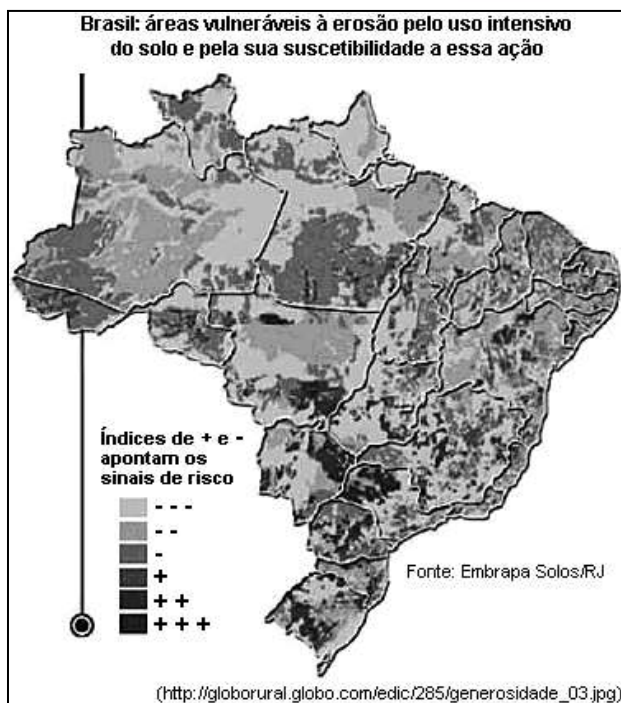 Brasil: áreas vulneráveis à erosão pelo uso intensivo
do solo e pela sua suscetibilidade a essa ação
Índices de + e -
apontam os
sinais de risco
- - -
- -
-
+
+ +
+ + +
Fonte: Embrapa Solos/RJ
(http://globorural.globo.com/edic/285/generosidade_03.jpg)